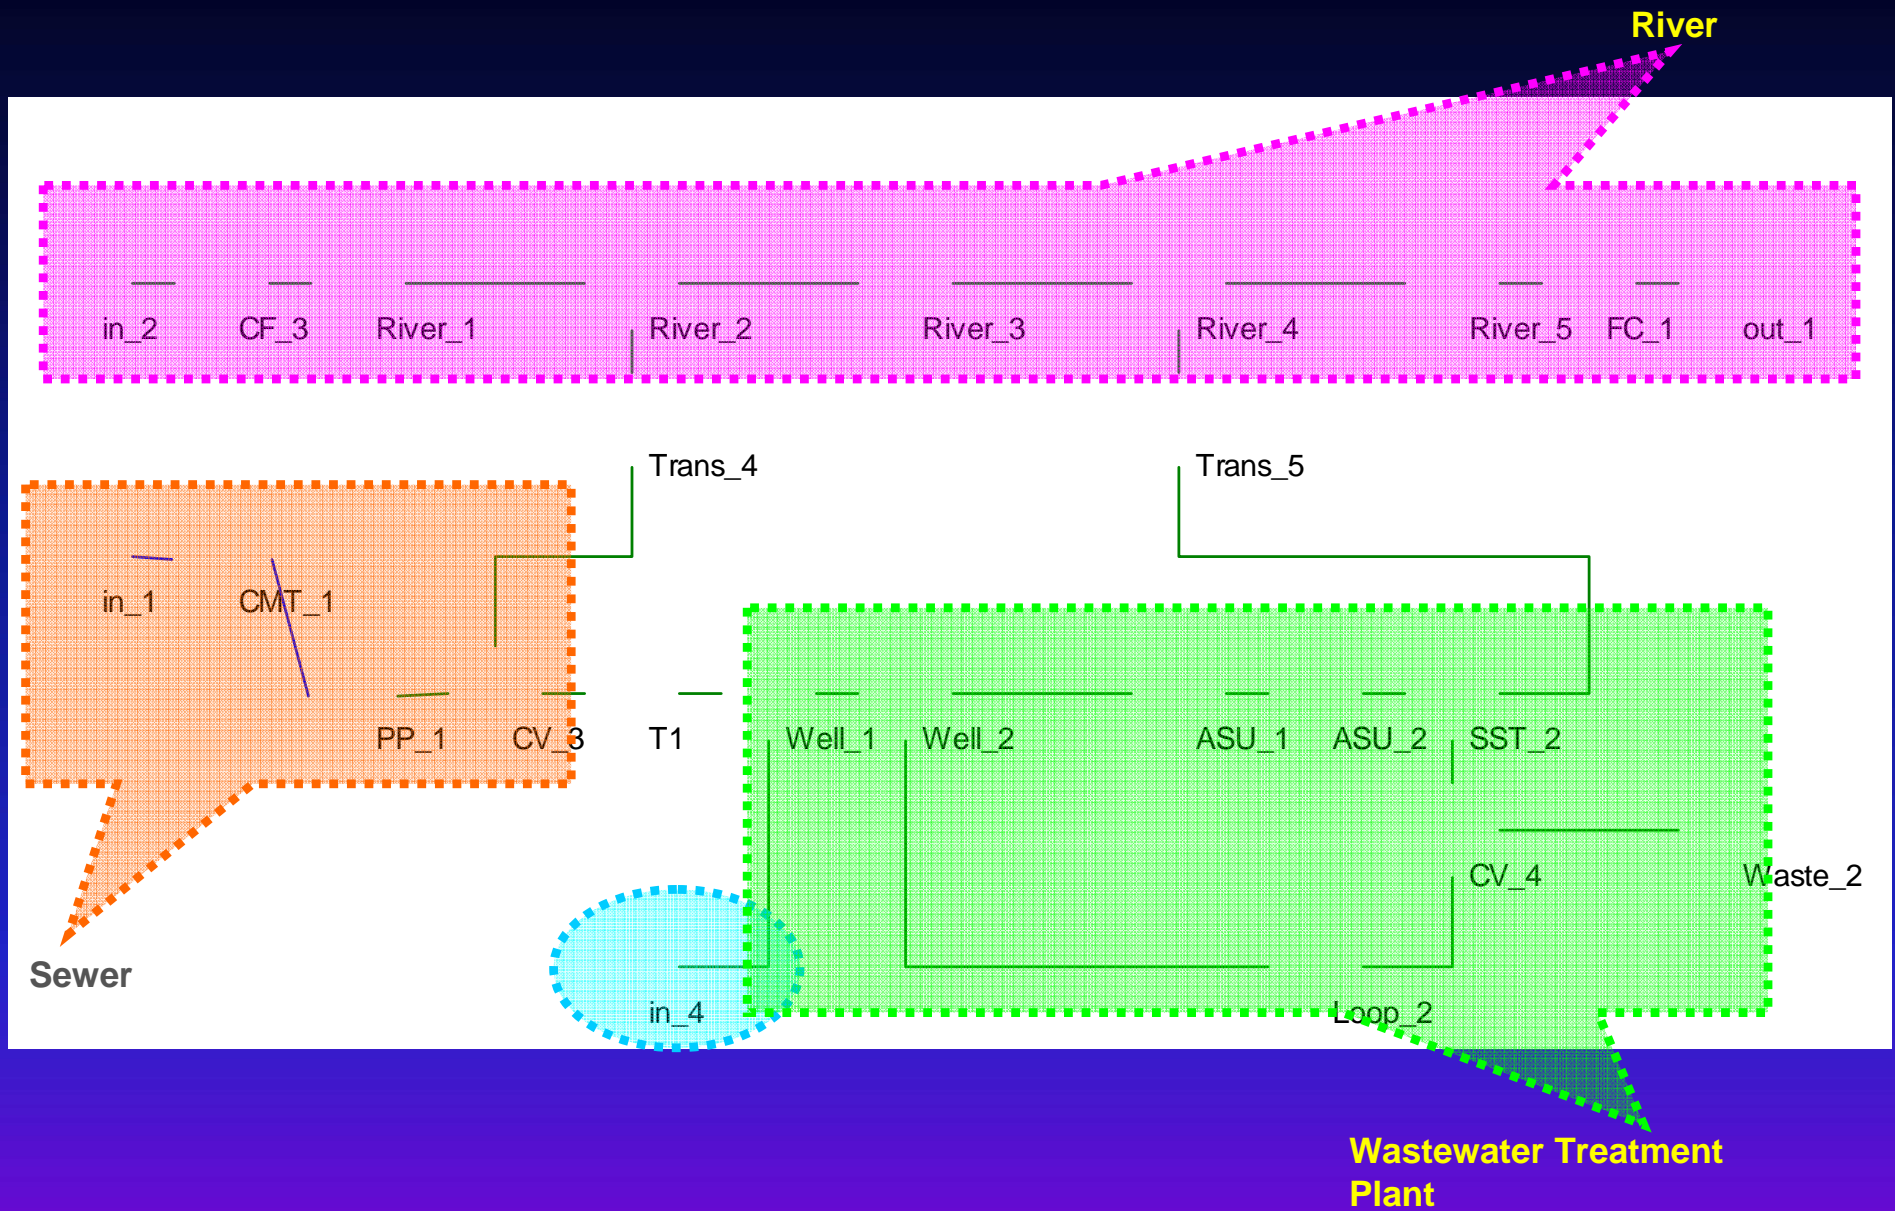 River
in_2 CF_3 River_1 River_2 River_3 River_4 River_5 FC_1 out_1
Trans_4 Trans_5
in_1 CMT_1
PP_1 CV_3 T1 Well_1 Well_2 ASU_1 ASU_2 SST_2
CV_4 Waste_2
Sewer
in_4 Loop_2
Wastewater Treatment
Plant